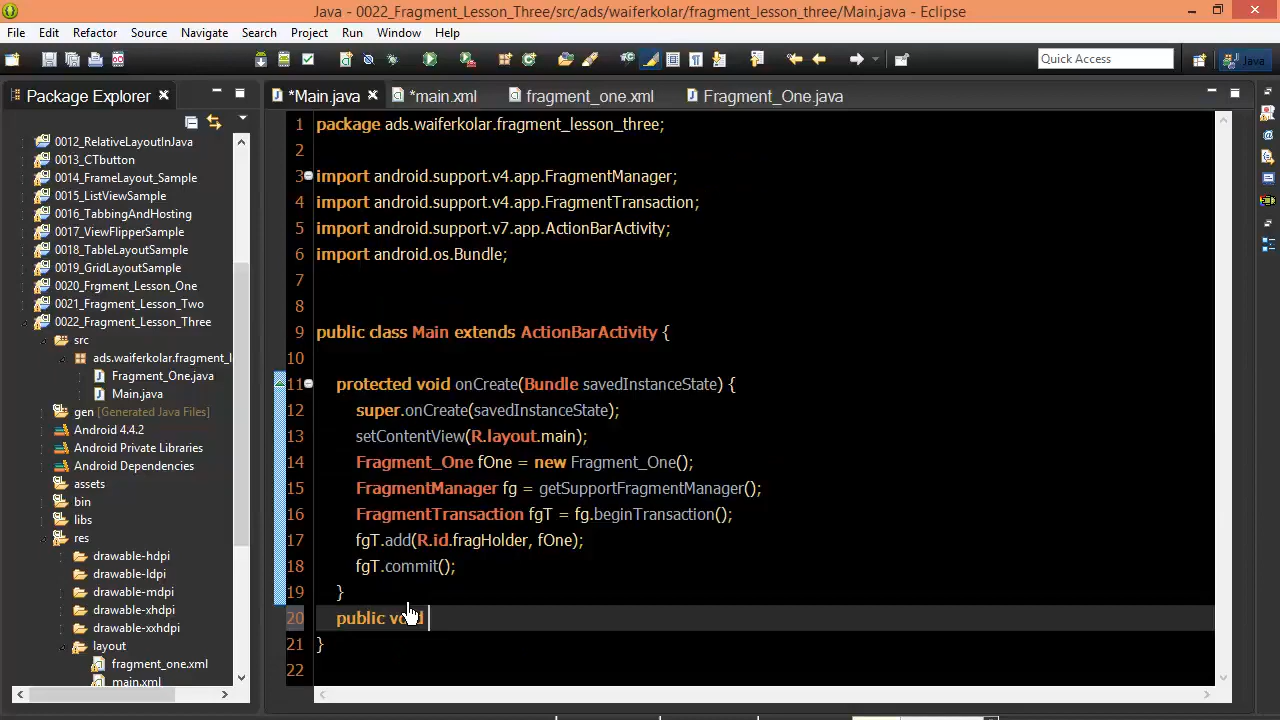 Java - 0022_Fragment_Lesson_Three/src/ads/waiferkolar/fragment_lesson_three/Main.java - Eclipse
File Edit Refactor Source Navigate Search Project Run Window Help
Quick Access
Java
Package Explorer
*Main.java
*main.xml
fragment_one.xml
Fragment_One.java
0012_RelativeLayoutInJava
0013_CTbutton
0014_FrameLayout_Sample
0015_ListViewSample
0016_TabbingAndHosting
0017_ViewFlipperSample
0018_TableLayoutSample
0019_GridLayoutSample
0020_Frgment_Lesson_One
0021_Fragment_Lesson_Two
0022_Fragment_Lesson_Three
src
ads.waiferkolar.fragment_l
Fragment_One.java
Main.java
gen [Generated Java Files]
Android 4.4.2
Android Private Libraries
Android Dependencies
assets
bin
libs
res
drawable-hdpi
drawable-ldpi
drawable-mdpi
drawable-xhdpi
drawable-xxhdpi
layout
fragment_one.xml
main.xml
1 package ads.waiferkolar.fragment_lesson_three;
2
3 import android.support.v4.app.FragmentManager;
4 import android.support.v4.app.FragmentTransaction;
5 import android.support.v7.app.ActionBarActivity;
6 import android.os.Bundle;
7
8
9 public class Main extends ActionBarActivity {
10
11 protected void onCreate(Bundle savedInstanceState) {
12 super.onCreate(savedInstanceState);
13 setContentView(R.layout.main);
14 Fragment_One fOne = new Fragment_One();
15 FragmentManager fg = getSupportFragmentManager();
16 FragmentTransaction fgT = fg.beginTransaction();
17 fgT.add(R.id.fragHolder, fOne);
18 fgT.commit();
19 }
20 public void
21 }
22